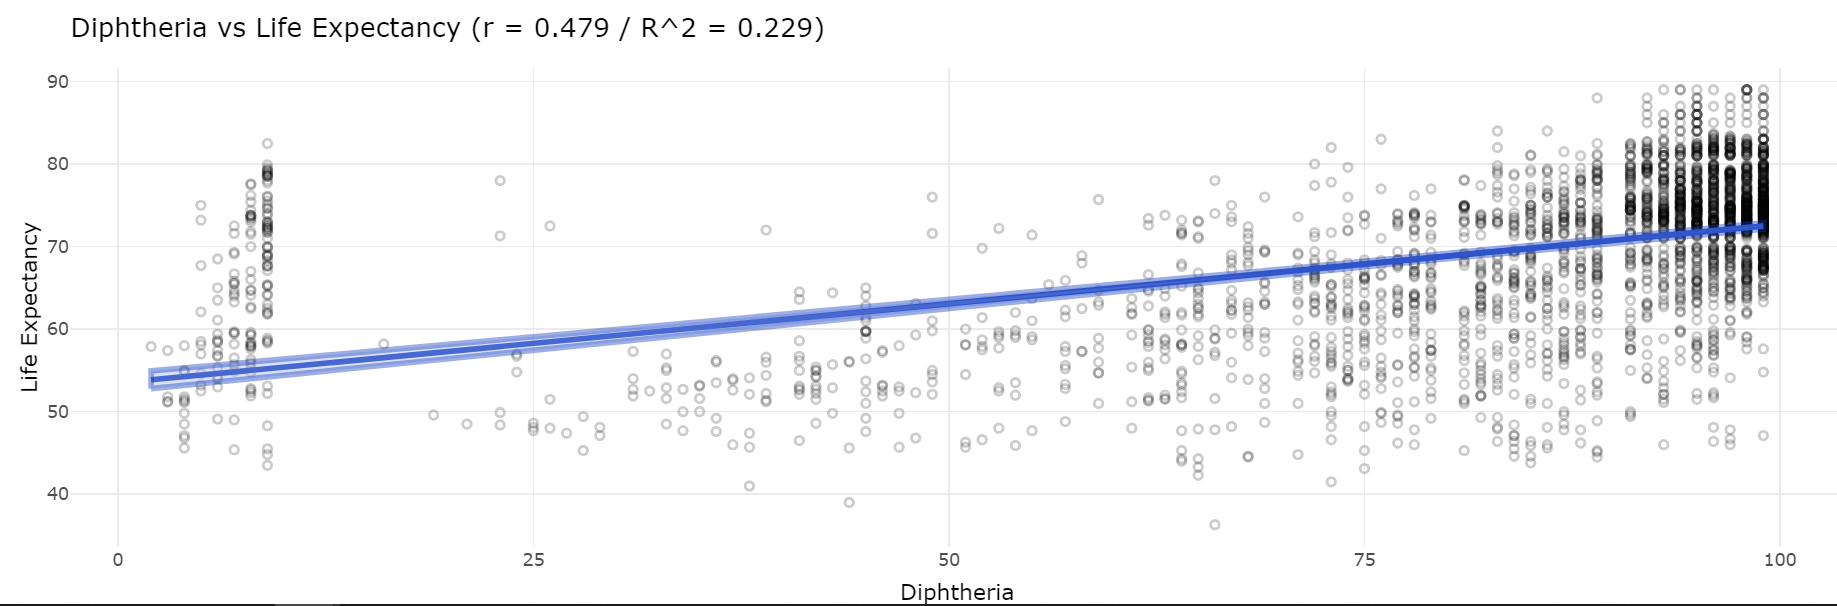 Diphtheria vs Life Expectancy (r = 0.479 / R^2 = 0.229)
90
80
70
60
50
40
Life Expectancy
0 25 50 75 100
Diphtheria